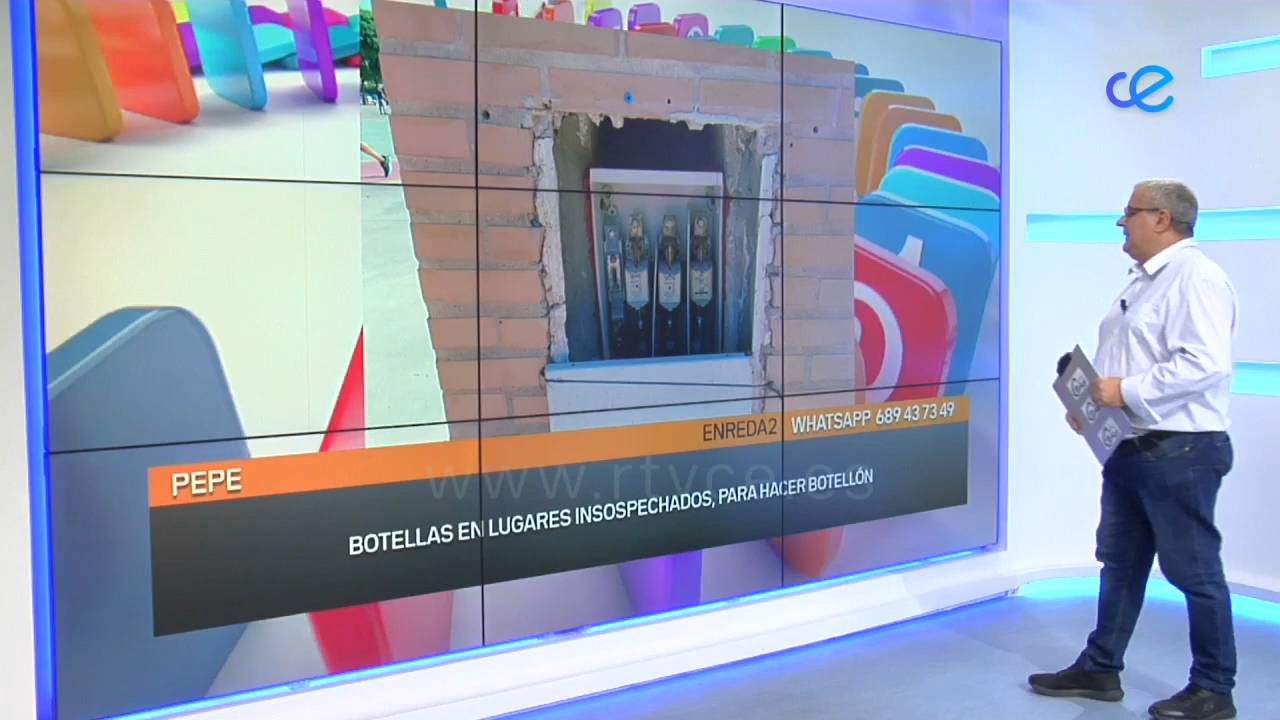 ce
ENREDA2 WHATSAPP 689 43 73 49
PEPE
www.rtvce.es
BOTELLAS EN LUGARES INSOSPECHADOS, PARA HACER BOTELLÓN